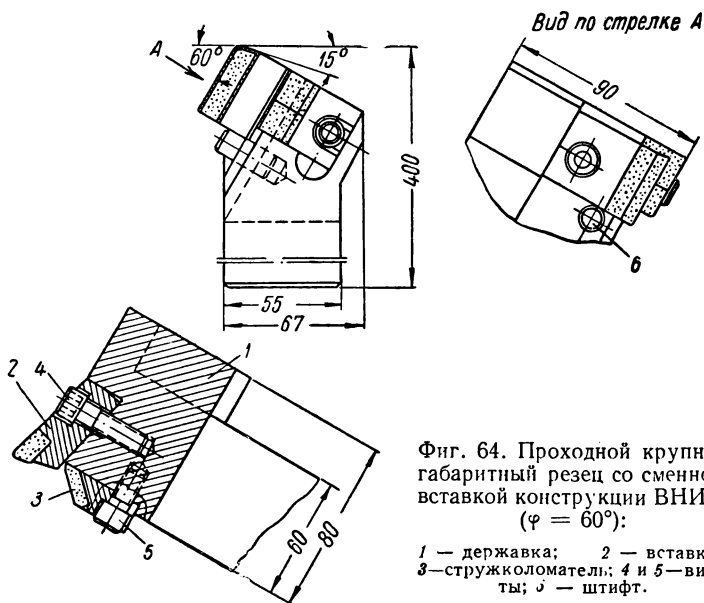 Вид по стрелке А
А
60°
15°
400
90
6
55
67
1
2
4
3
5
60
80
Фиг. 64. Проходной крупн
габаритный резец со сменно
вставкой конструкции ВНИ
(φ = 60°):
1 — державка; 2 — вставк
3—стружколоматель; 4 и 5—ви
ты; — штифт.